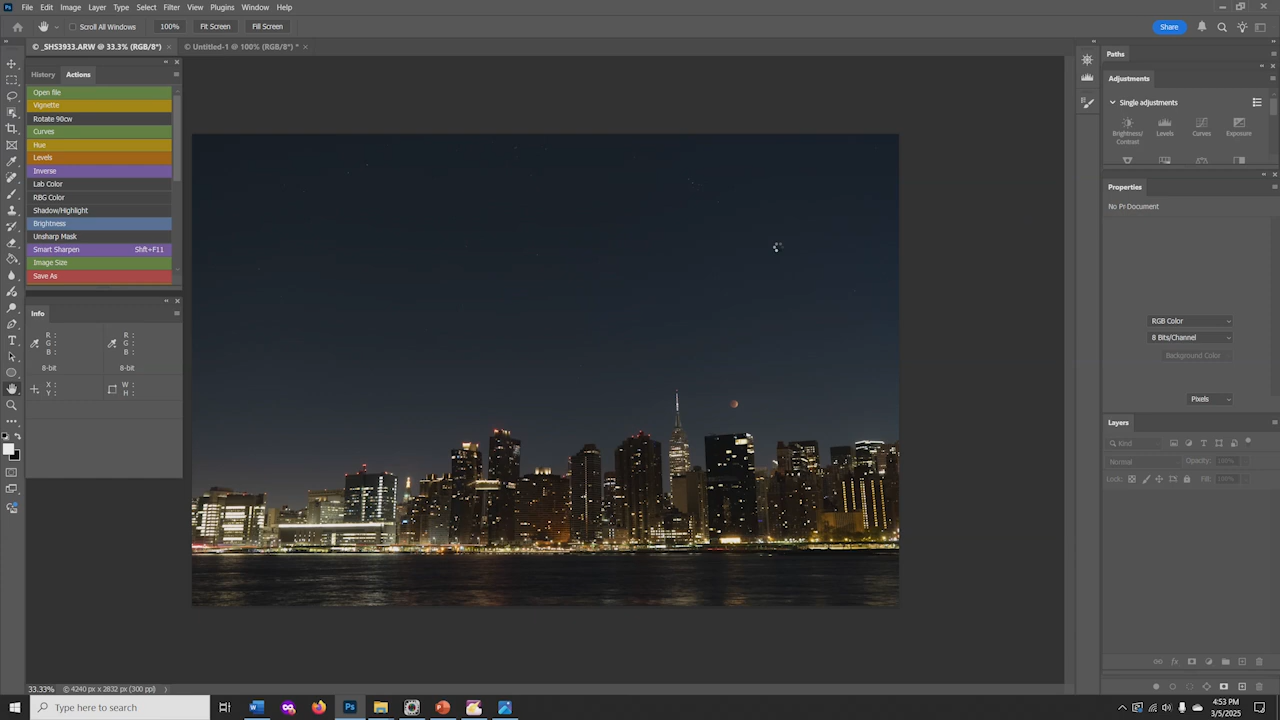 Ps File Edit Image Layer Type Select Filter View Plugins Window Help
Scroll All Windows 100% Fit Screen Fill Screen Share
© _SHS3933.ARW @ 33.3% (RGB/8*) × © Untitled-1 @ 100% (RGB/8*) * ×
History Actions
Open file
Vignette
Rotate 90cw
Curves
Hue
Levels
Inverse
Lab Color
RBG Color
Shadow/Highlight
Brightness
Unsharp Mask
Smart Sharpen Shft+F11
Image Size
Save As
Info
R : R :
G : G :
B : B :
8-bit 8-bit
X : W :
Y : H :
Paths
Adjustments
Single adjustments
Brightness/
Contrast
Levels
Curves
Exposure
Properties
No Pr Document
RGB Color
8 Bits/Channel
Background Color
Pixels
Layers
Kind
Normal Opacity: 100%
Lock: Fill: 100%
33.33% © 4240 px x 2832 px (300 ppi)
Type here to search
Ps
4:53 PM
3/5/2025